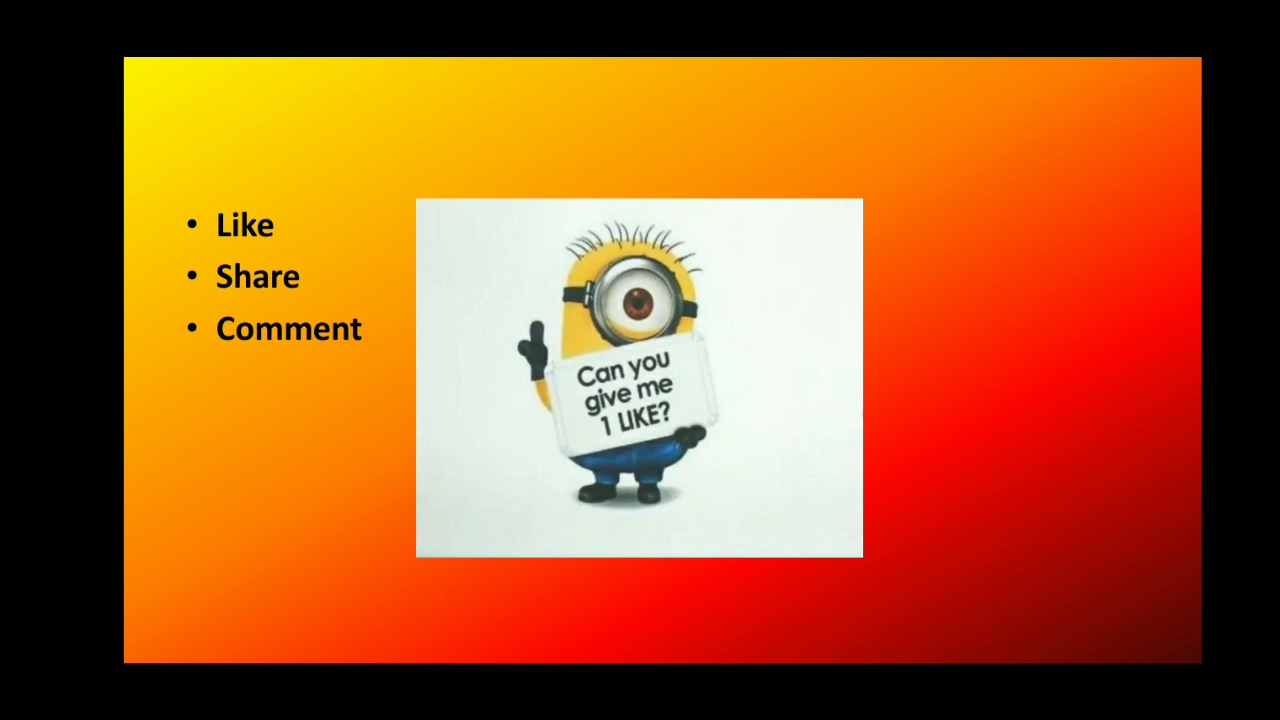 • Like
• Share
• Comment
Can you
give me
1 LIKE?